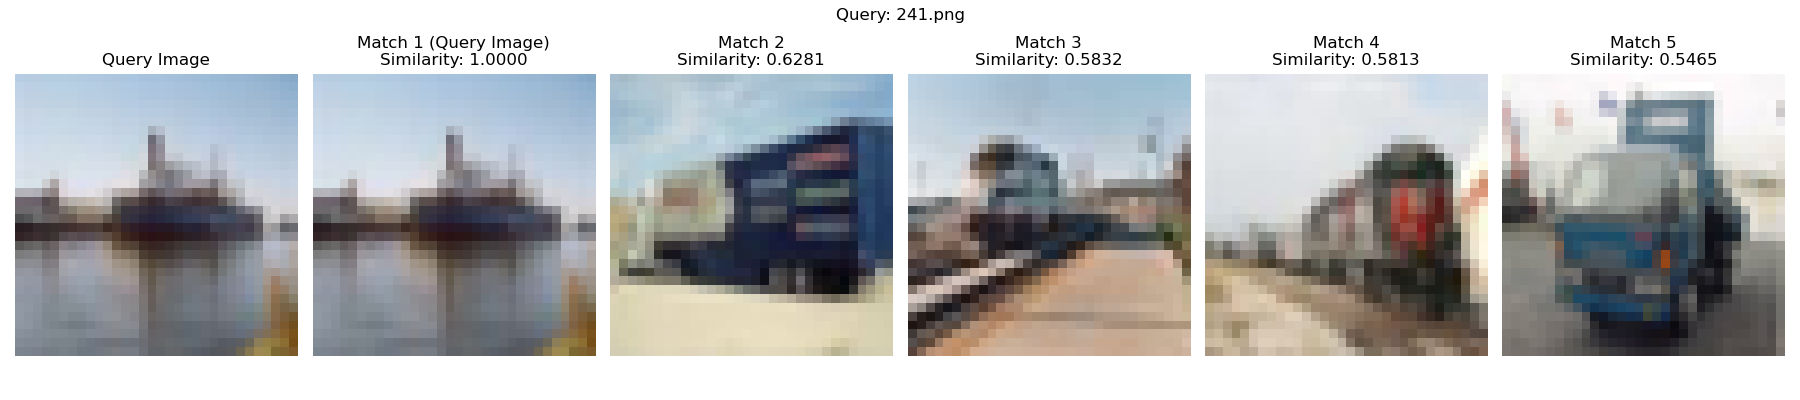 Query: 241.png
Query Image
Match 1 (Query Image)
Similarity: 1.0000
Match 2
Similarity: 0.6281
Match 3
Similarity: 0.5832
Match 4
Similarity: 0.5813
Match 5
Similarity: 0.5465